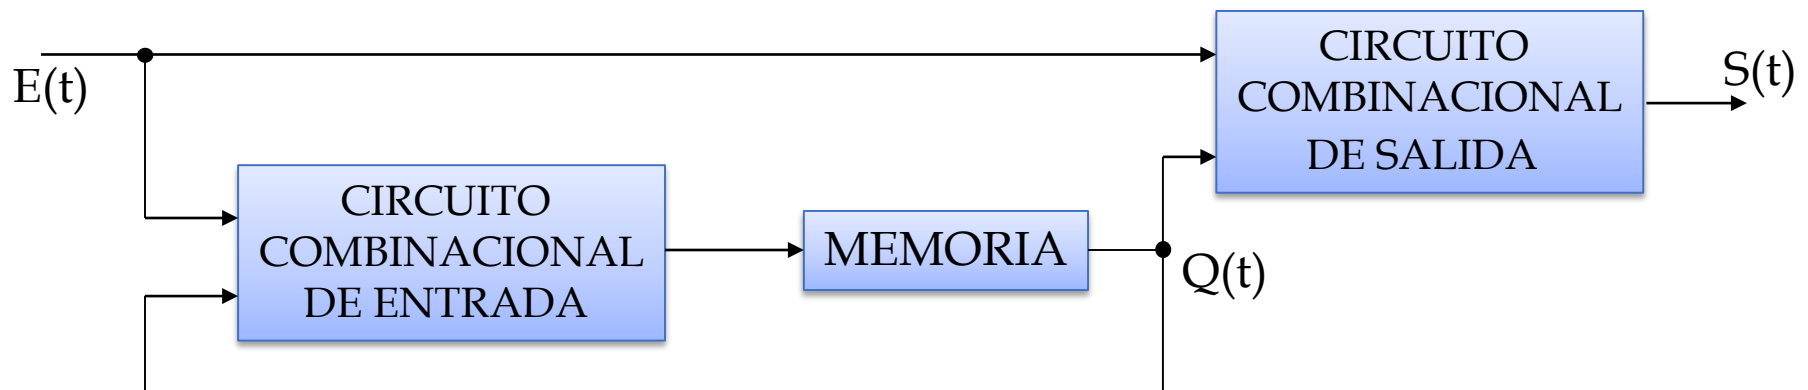 E(t)
CIRCUITO
COMBINACIONAL
DE ENTRADA
MEMORIA
Q(t)
CIRCUITO
COMBINACIONAL
DE SALIDA
S(t)